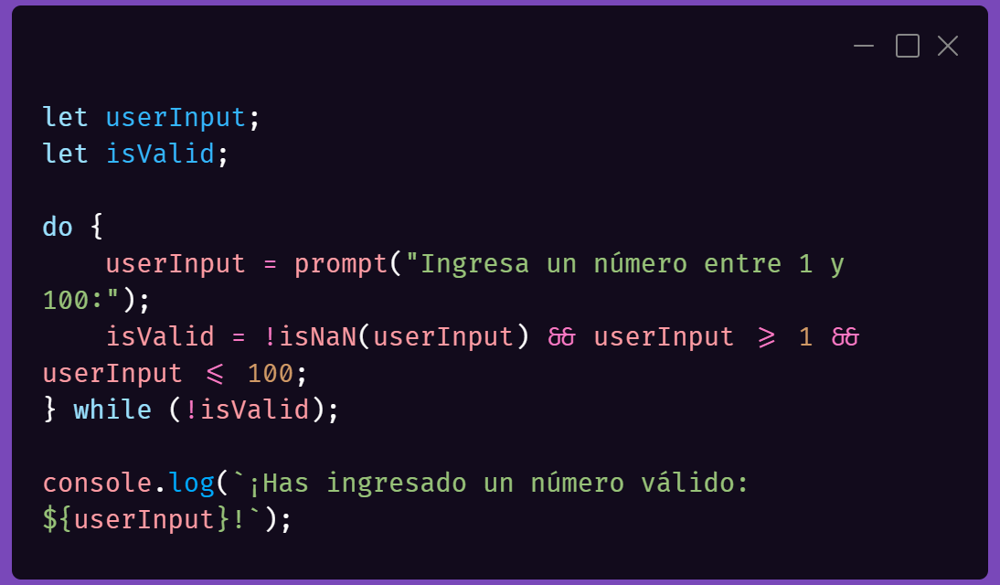 let userInput;
let isValid;
do {
    userInput = prompt("Ingresa un número entre 1 y
100:");
    isValid = !isNaN(userInput) && userInput >= 1 &&
userInput <= 100;
} while (!isValid);
console.log(`¡Has ingresado un número válido:
${userInput}!`);